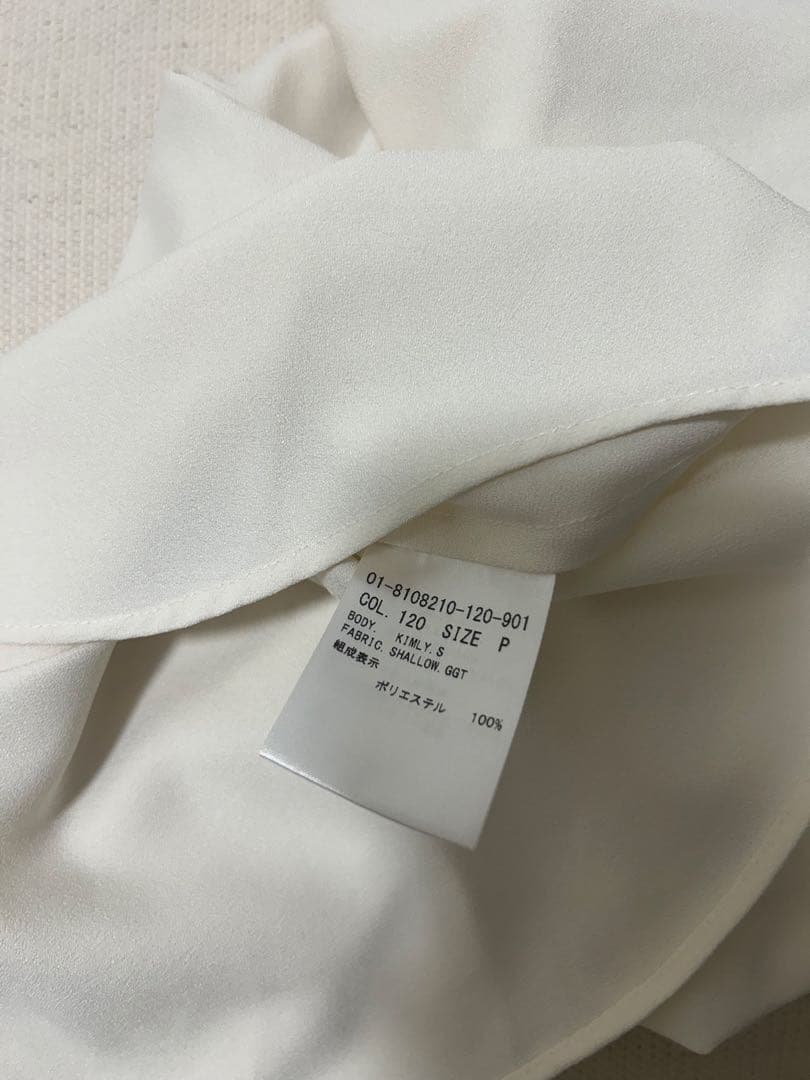 01-8108210-120-901
COL. 120 SIZE P
BODY. KIMLY.S
FABRIC. SHALLOW.GGT
組成表示
ポリエステル 100%